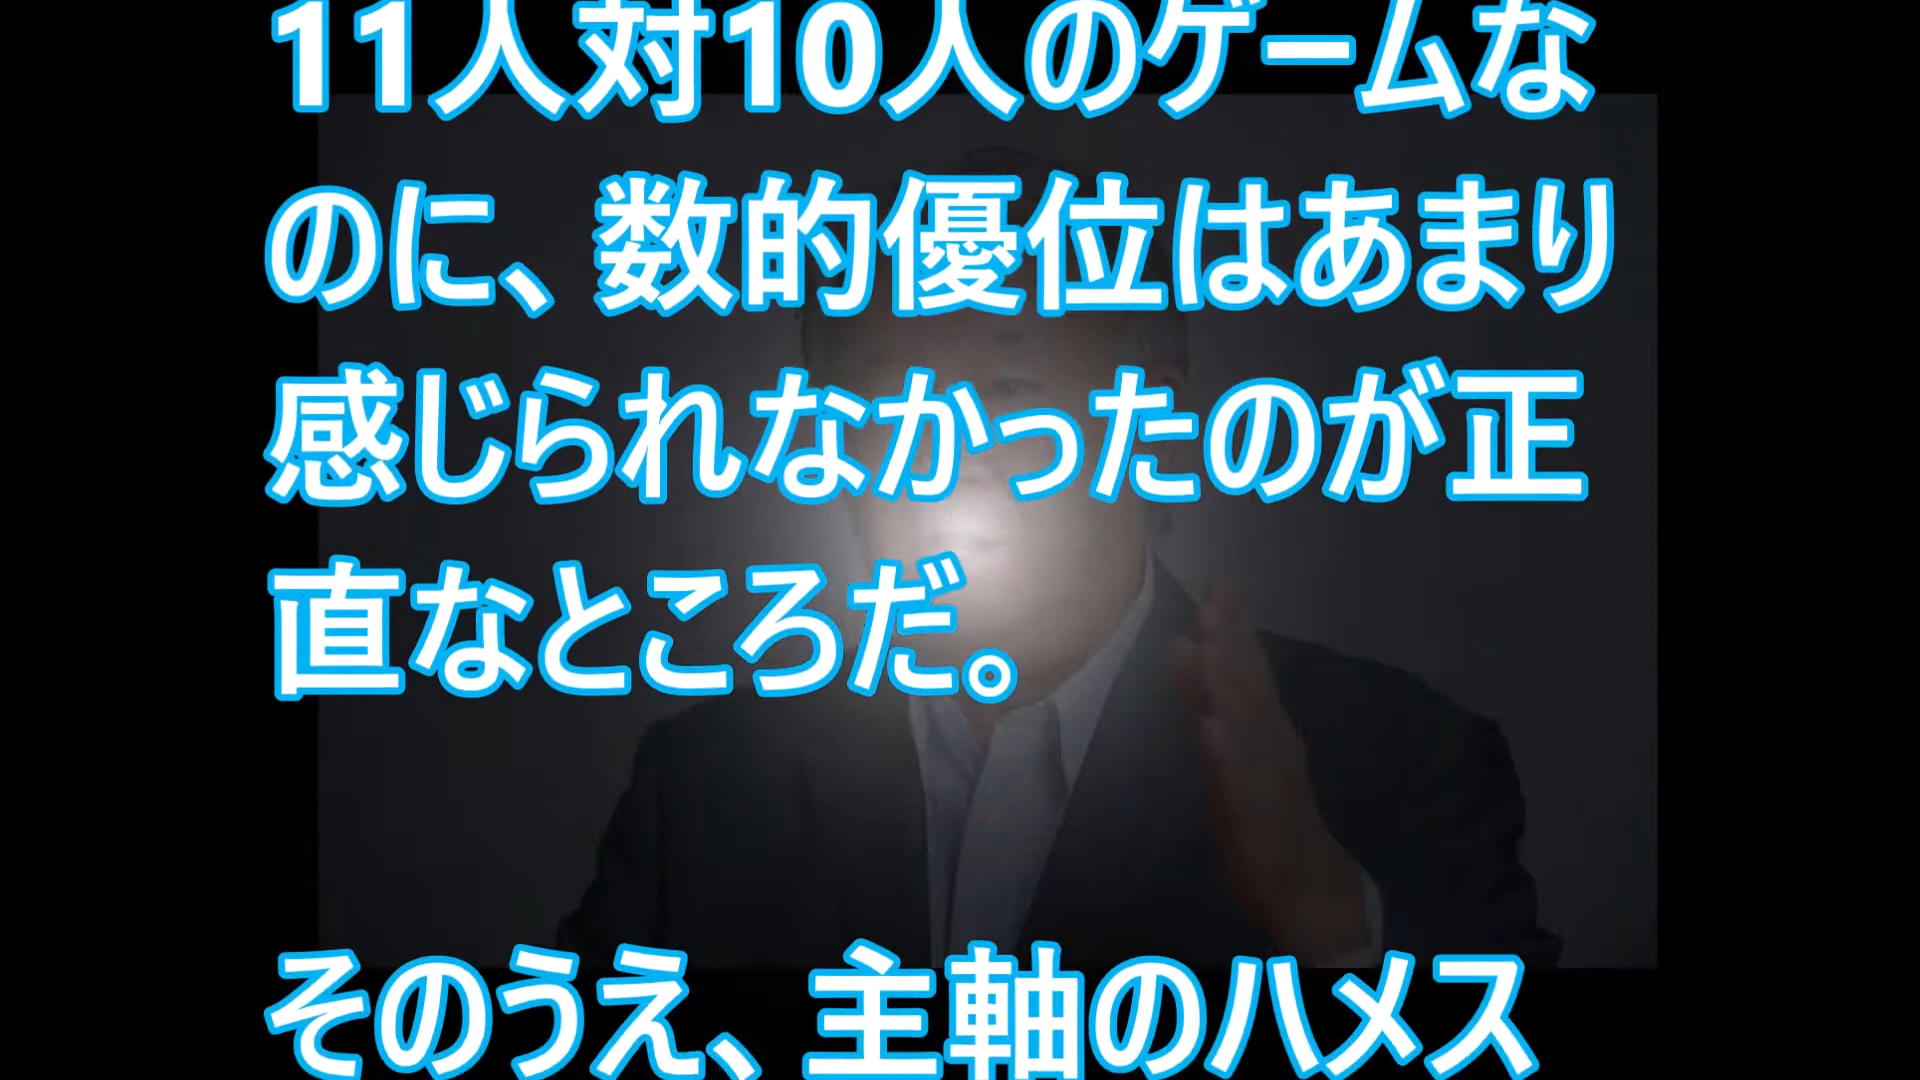 11人対10人のゲームな
のに、数的優位はあまり
感じられなかったのが正
直なところだ。
そのうえ、主軸のハメス